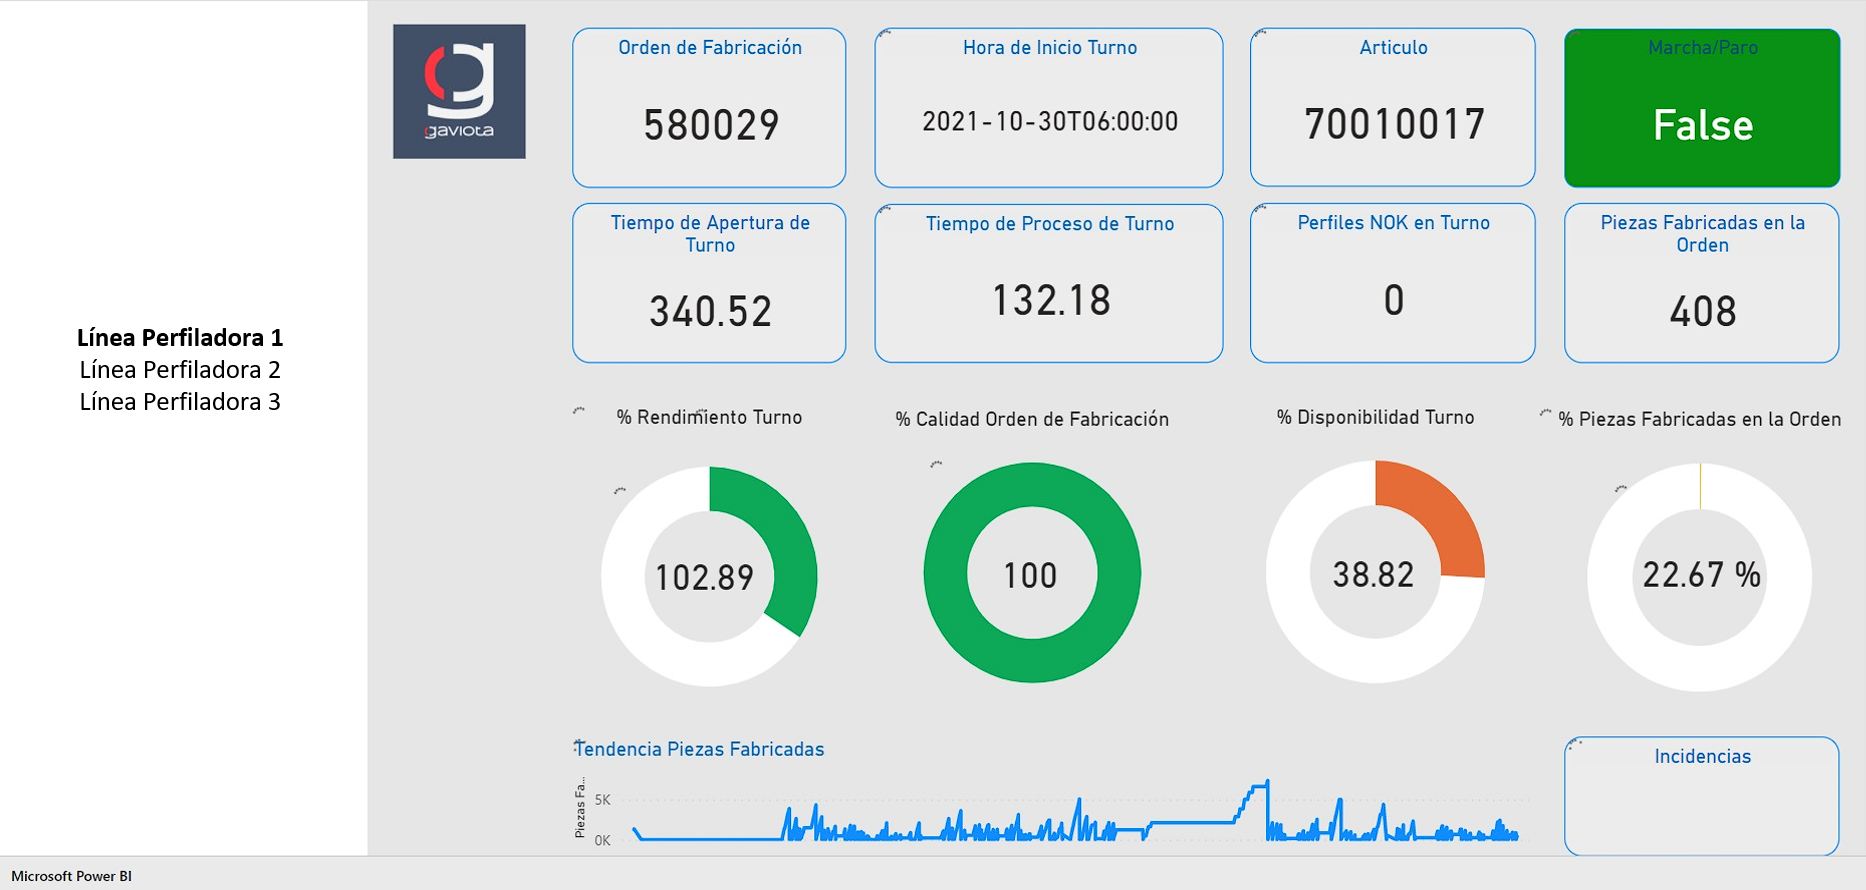 gaviota
Orden de Fabricación
580029
Hora de Inicio Turno
2021-10-30T06:00:00
Articulo
70010017
Marcha/Paro
False
Tiempo de Apertura de
Turno
340.52
Tiempo de Proceso de Turno
132.18
Perfiles NOK en Turno
0
Piezas Fabricadas en la
Orden
408
Línea Perfiladora 1
Línea Perfiladora 2
Línea Perfiladora 3
% Rendimiento Turno
102.89
% Calidad Orden de Fabricación
100
% Disponibilidad Turno
38.82
% Piezas Fabricadas en la Orden
22.67 %
Tendencia Piezas Fabricadas
Piezas Fa...
5K
0K
Incidencias
Microsoft Power BI